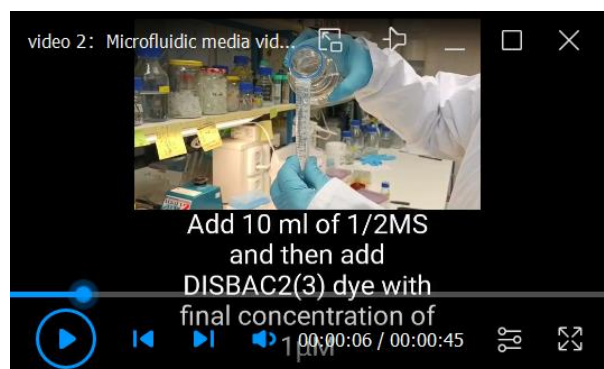 video 2： Microfluidic media vid...
Add 10 ml of 1/2MS
and then add
DISBAC2(3) dye with
final concentration of
1µM
00:00:06 / 00:00:45